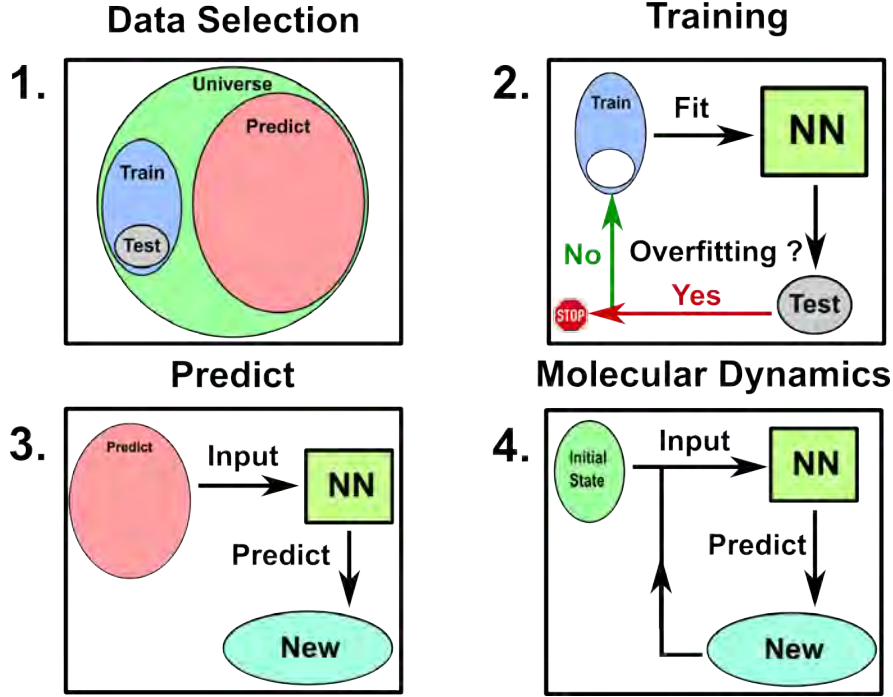 Data Selection
1.
Universe
Predict
Train
Test
Training
2.
Train
Fit
NN
No
Overfitting ?
Yes
STOP
Test
Predict
3.
Predict
Input
NN
Predict
New
Molecular Dynamics
4.
Initial
State
Input
NN
Predict
New